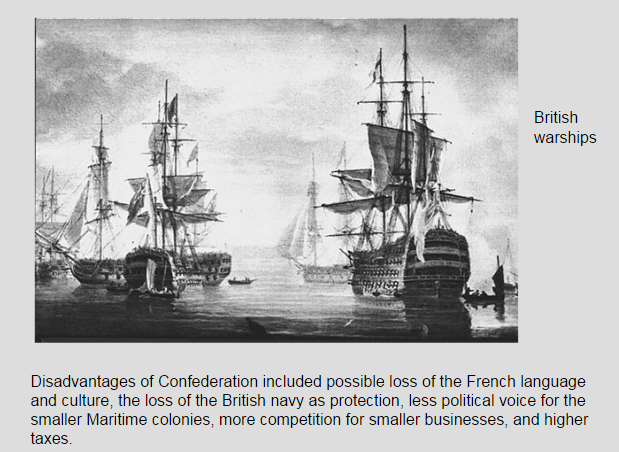 British
warships
Disadvantages of Confederation included possible loss of the French language
and culture, the loss of the British navy as protection, less political voice for the
smaller Maritime colonies, more competition for smaller businesses, and higher
taxes.